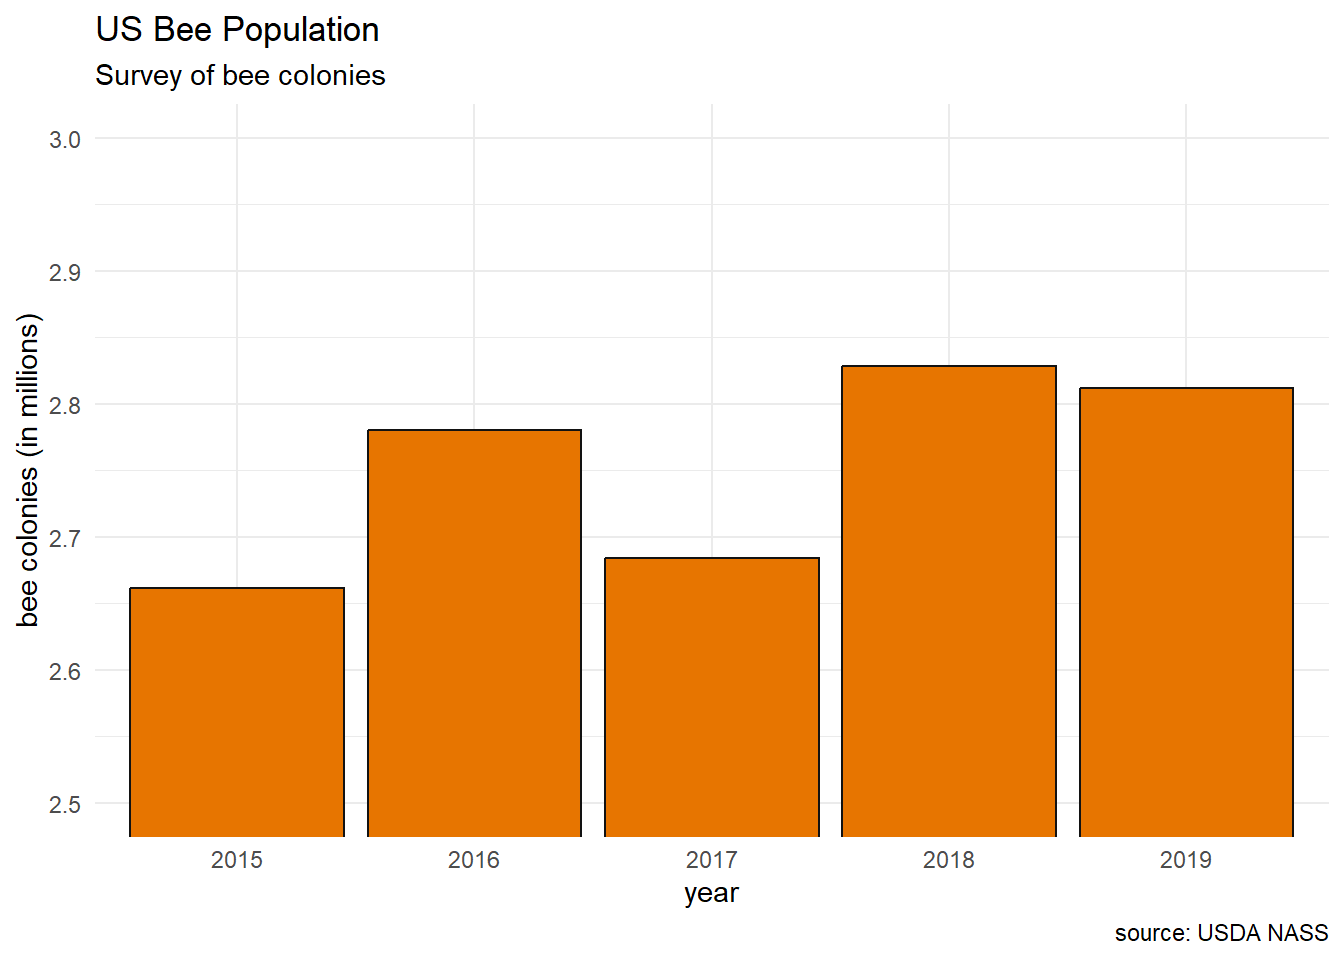 US Bee Population
Survey of bee colonies
3.0
2.9
2.8
2.7
2.6
2.5
bee colonies (in millions)
2015 2016 2017 2018 2019
year
source: USDA NASS